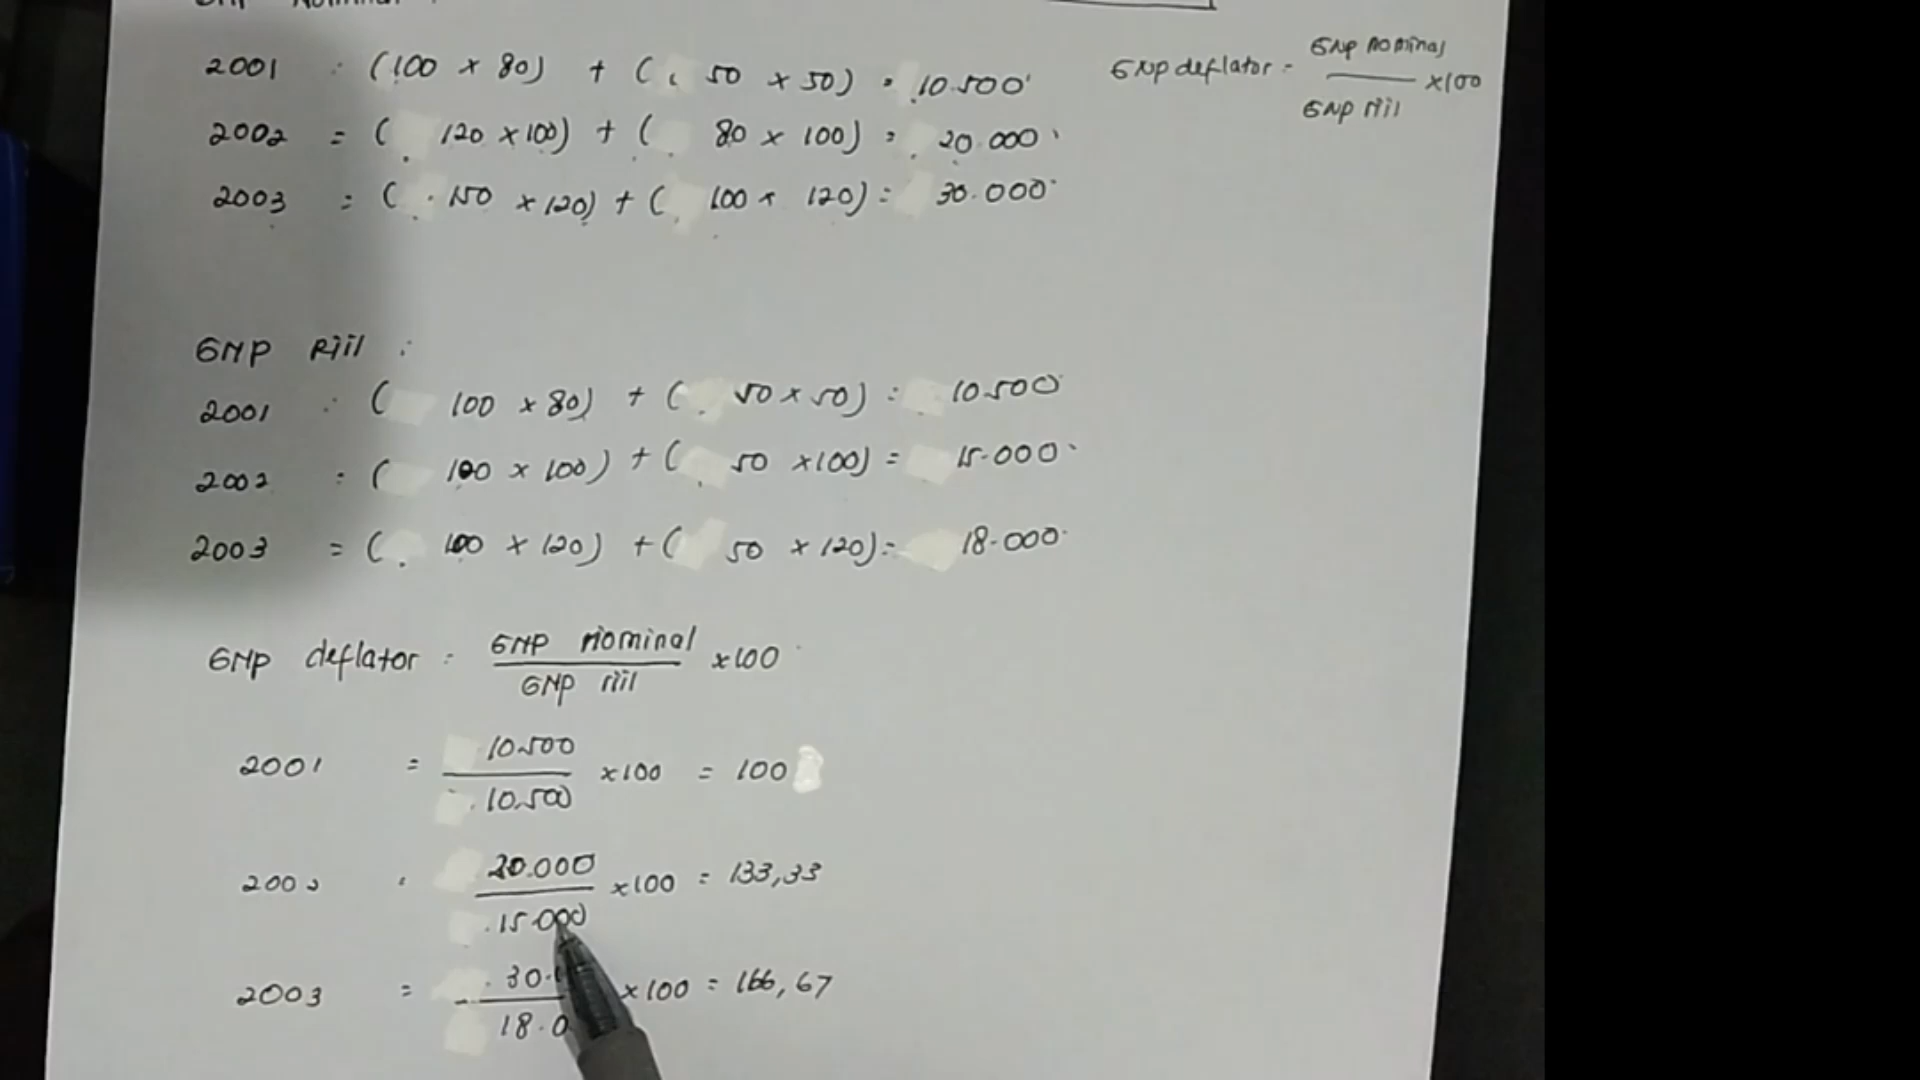 Nominal :
2001 : (100 x 80) + ( 50 x 50) = 10.500
2002 = ( 120 x 100) + ( 80 x 100) = 20.000
2003 = ( 150 x 120) + ( 100 x 120) = 30.000
GNP deflator = GNP nominal
x100
GNP riil
GNP Riil :
2001 : ( 100 x 80) + ( 50 x 50) = 10.500
2002 = ( 100 x 100) + ( 50 x 100) = 15.000
2003 = ( 100 x 120) + ( 50 x 120) = 18.000
GNP deflator = GNP Nominal
x100
GNP riil
2001 = 10.500
x100 = 100
10.500
20.000
x100 = 133,33
15.000
2003 = 30.
x100 = 166,67
18.0